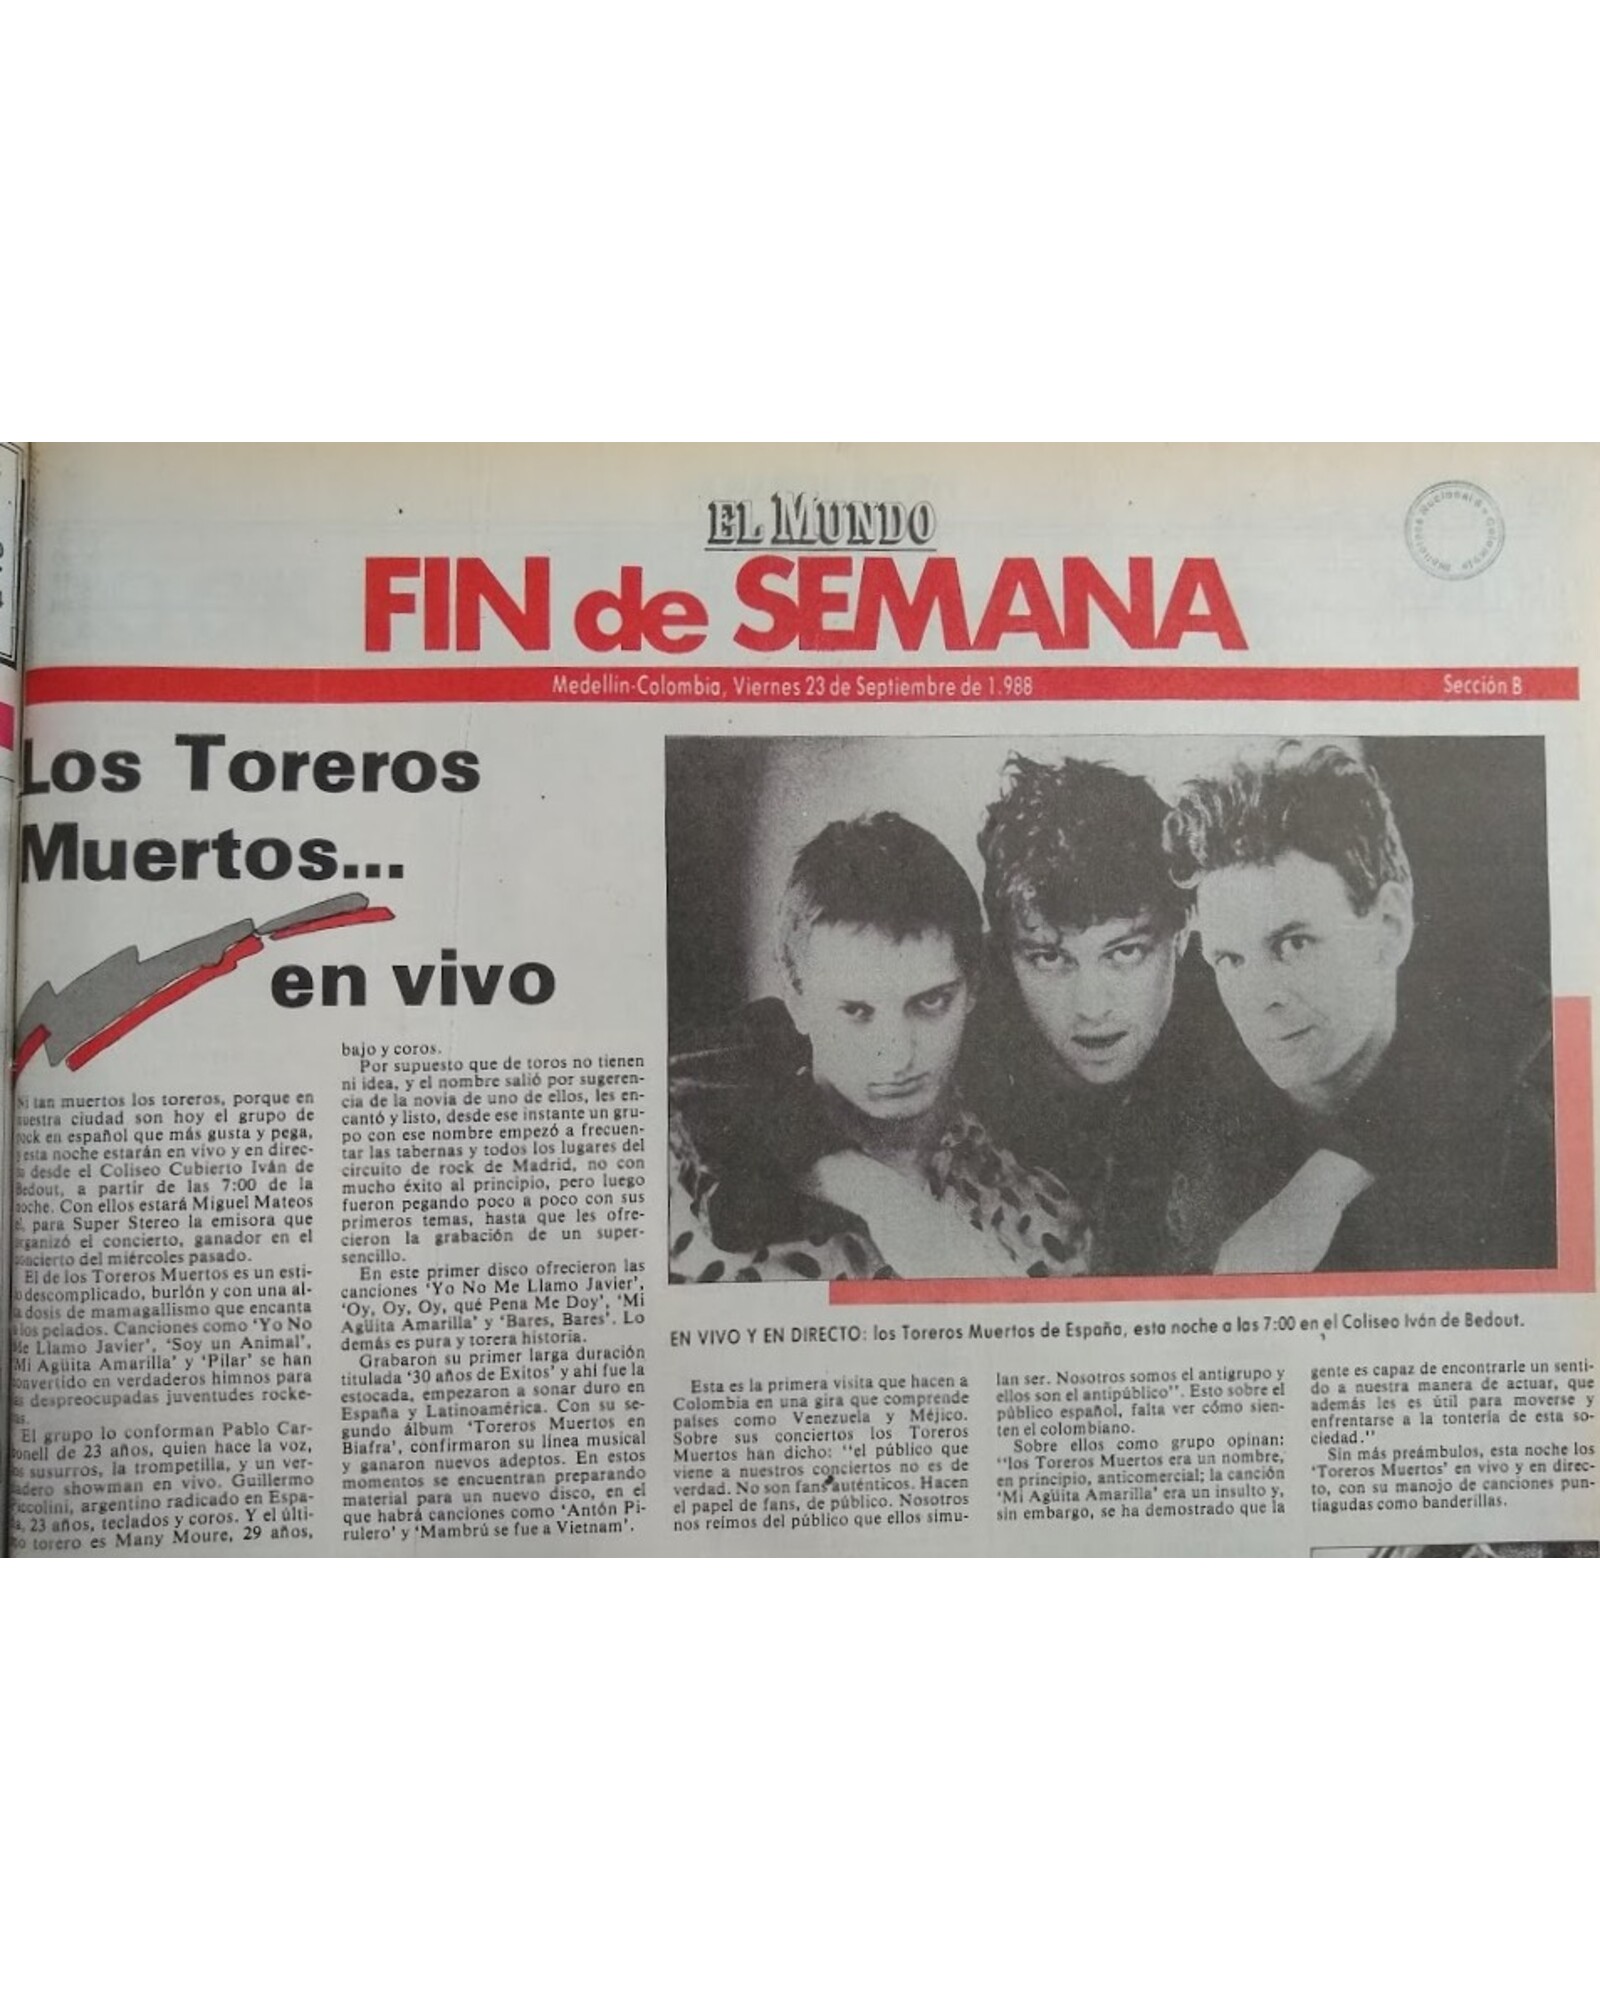 EL MUNDO
FIN de SEMANA
Medellín-Colombia, Viernes 23 de Septiembre de 1.988
Sección B
Los Toreros
Muertos...
en vivo
tan muertos los toreros, porque en
ciudad son hoy el grupo de
en español que más gusta y pega,
esta noche estarán en vivo y en direc-
desde el Coliseo Cubierto Iván de
Bedout, a partir de las 7:00 de la
noche. Con ellos estará Miguel Mateos
para Super Stereo la emisora que
organizó el concierto, ganador en el
concierto del miércoles pasado.
El de los Toreros Muertos es un esti-
descomplicado, burlón y con una al-
dosis de mamagallismo que encanta
los pelados. Canciones como ‘Yo No
Me Llamo Javier’, ‘Soy un Animal’,
‘Mi Agüita Amarilla’ y ‘Pilar’ se han
convertido en verdaderos himnos para
despreocupadas juventudes rocke-
El grupo lo conforman Pablo Car-
bonell de 23 años, quien hace la voz,
susurros, la trompetilla, y un ver-
dadero showman en vivo. Guillermo
Piccolini, argentino radicado en Espa-
23 años, teclados y coros. Y el últi-
torero es Many Moure, 29 años,
bajo y coros.
Por supuesto que de toros no tienen
ni idea, y el nombre salió por sugeren-
cia de la novia de uno de ellos, les en-
cantó y listo, desde ese instante un gru-
po con ese nombre empezó a frecuen-
tar las tabernas y todos los lugares del
circuito de rock de Madrid, no con
mucho éxito al principio, pero luego
fueron pegando poco a poco con sus
primeros temas, hasta que les ofre-
cieron la grabación de un super-
sencillo.
En este primer disco ofrecieron las
canciones ‘Yo No Me Llamo Javier’,
‘Oy, Oy, Oy, qué Pena Me Doy’, ‘Mi
Agüita Amarilla’ y ‘Bares, Bares’. Lo
demás es pura y torera historia.
Grabaron su primer larga duración
titulada ‘30 años de Exitos’ y ahí fue la
estocada, empezaron a sonar duro en
España y Latinoamérica. Con su se-
gundo álbum ‘Toreros Muertos en
Biafra’, confirmaron su línea musical
y ganaron nuevos adeptos. En estos
momentos se encuentran preparando
material para un nuevo disco, en el
que habrá canciones como ‘Antón Pi-
rulero’ y ‘Mambrú se fue a Vietnam’.
EN VIVO Y EN DIRECTO: los Toreros Muertos de España, esta noche a las 7:00 en el Coliseo Iván de Bedout.
Esta es la primera visita que hacen a
Colombia en una gira que comprende
países como Venezuela y Méjico.
Sobre sus conciertos los Toreros
Muertos han dicho: “el público que
viene a nuestros conciertos no es de
verdad. No son fans auténticos. Hacen
el papel de fans, de público. Nosotros
nos reímos del público que ellos simu-
lan ser. Nosotros somos el antigrupo y
ellos son el antipúblico”. Esto sobre el
público español, falta ver cómo sien-
ten el colombiano.
Sobre ellos como grupo opinan:
“los Toreros Muertos era un nombre,
en principio, anticomercial; la canción
‘Mi Agüita Amarilla’ era un insulto y,
sin embargo, se ha demostrado que la
gente es capaz de encontrarle un senti-
do a nuestra manera de actuar, que
además les es útil para moverse y
enfrentarse a la tontería de esta so-
ciedad.”
Sin más preámbulos, esta noche los
‘Toreros Muertos’ en vivo y en direc-
to, con su manojo de canciones pun-
tiagudas como banderillas.